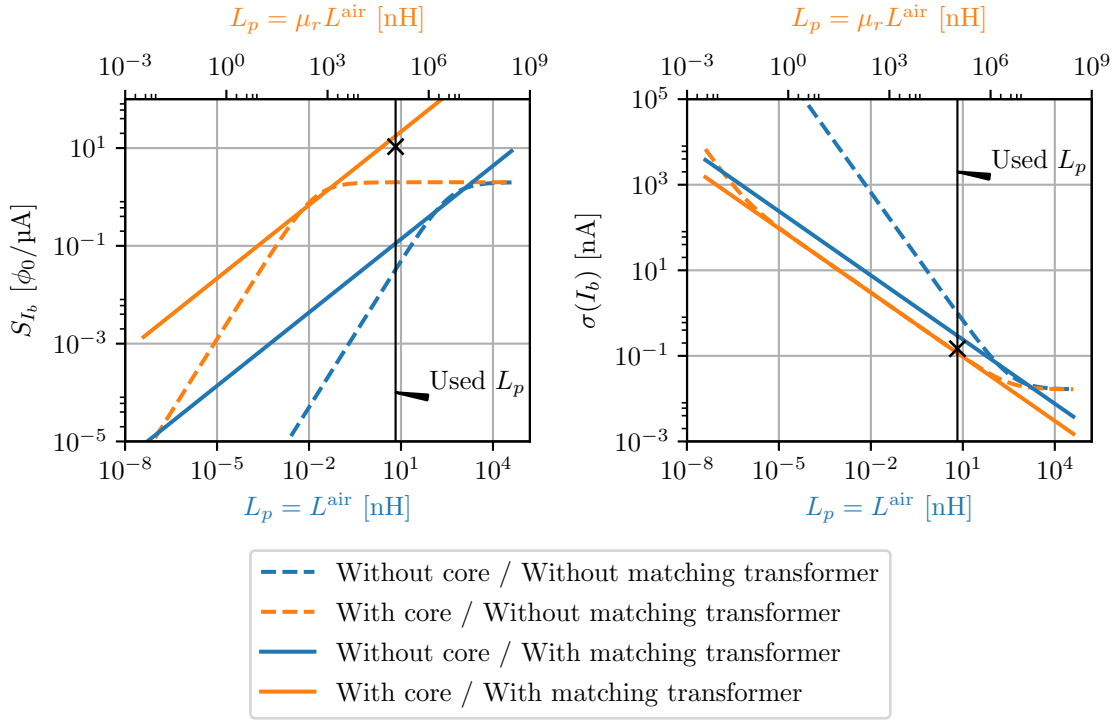 L_p = μ_r L^air [nH]
10^−3 10^0 10^3 10^6 10^9
S_{I_b} [ϕ_0/µA]
10^1
10^−1
10^−3
10^−5
Used L_p
10^−8 10^−5 10^−2 10^1 10^4
L_p = L^air [nH]
L_p = μ_r L^air [nH]
10^−3 10^0 10^3 10^6 10^9
σ(I_b) [nA]
10^5
10^3
10^1
10^−1
10^−3
Used L_p
10^−8 10^−5 10^−2 10^1 10^4
L_p = L^air [nH]
Without core / Without matching transformer
With core / Without matching transformer
Without core / With matching transformer
With core / With matching transformer